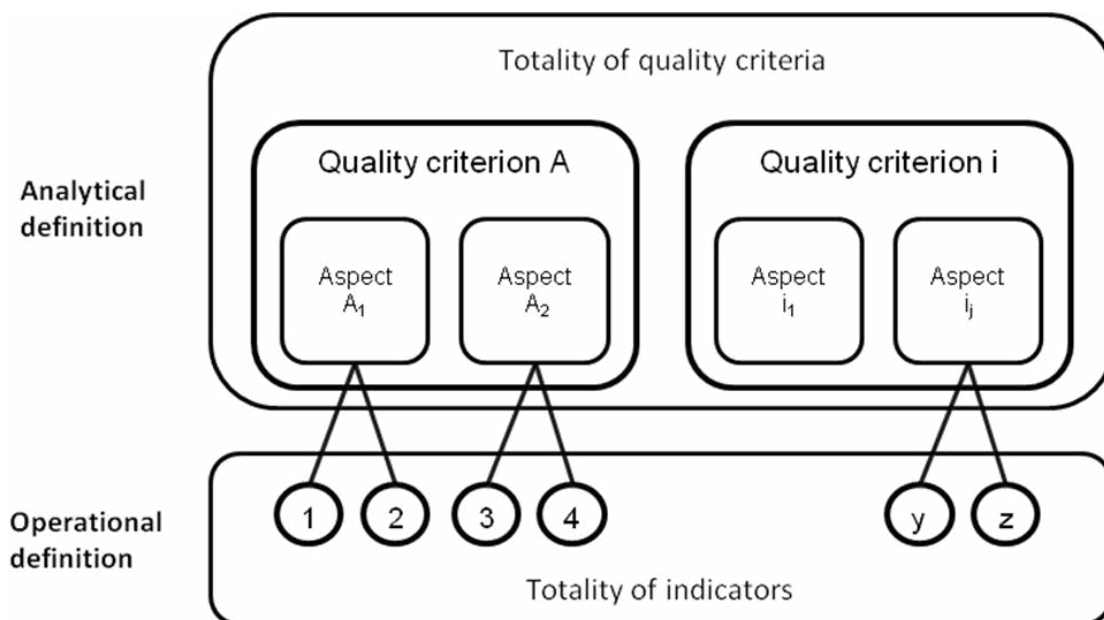 Totality of quality criteria
Analytical
definition
Quality criterion A
Quality criterion i
Aspect
A₁
Aspect
A₂
Aspect
i₁
Aspect
iⱼ
Operational
definition
1
2
3
4
y
z
Totality of indicators